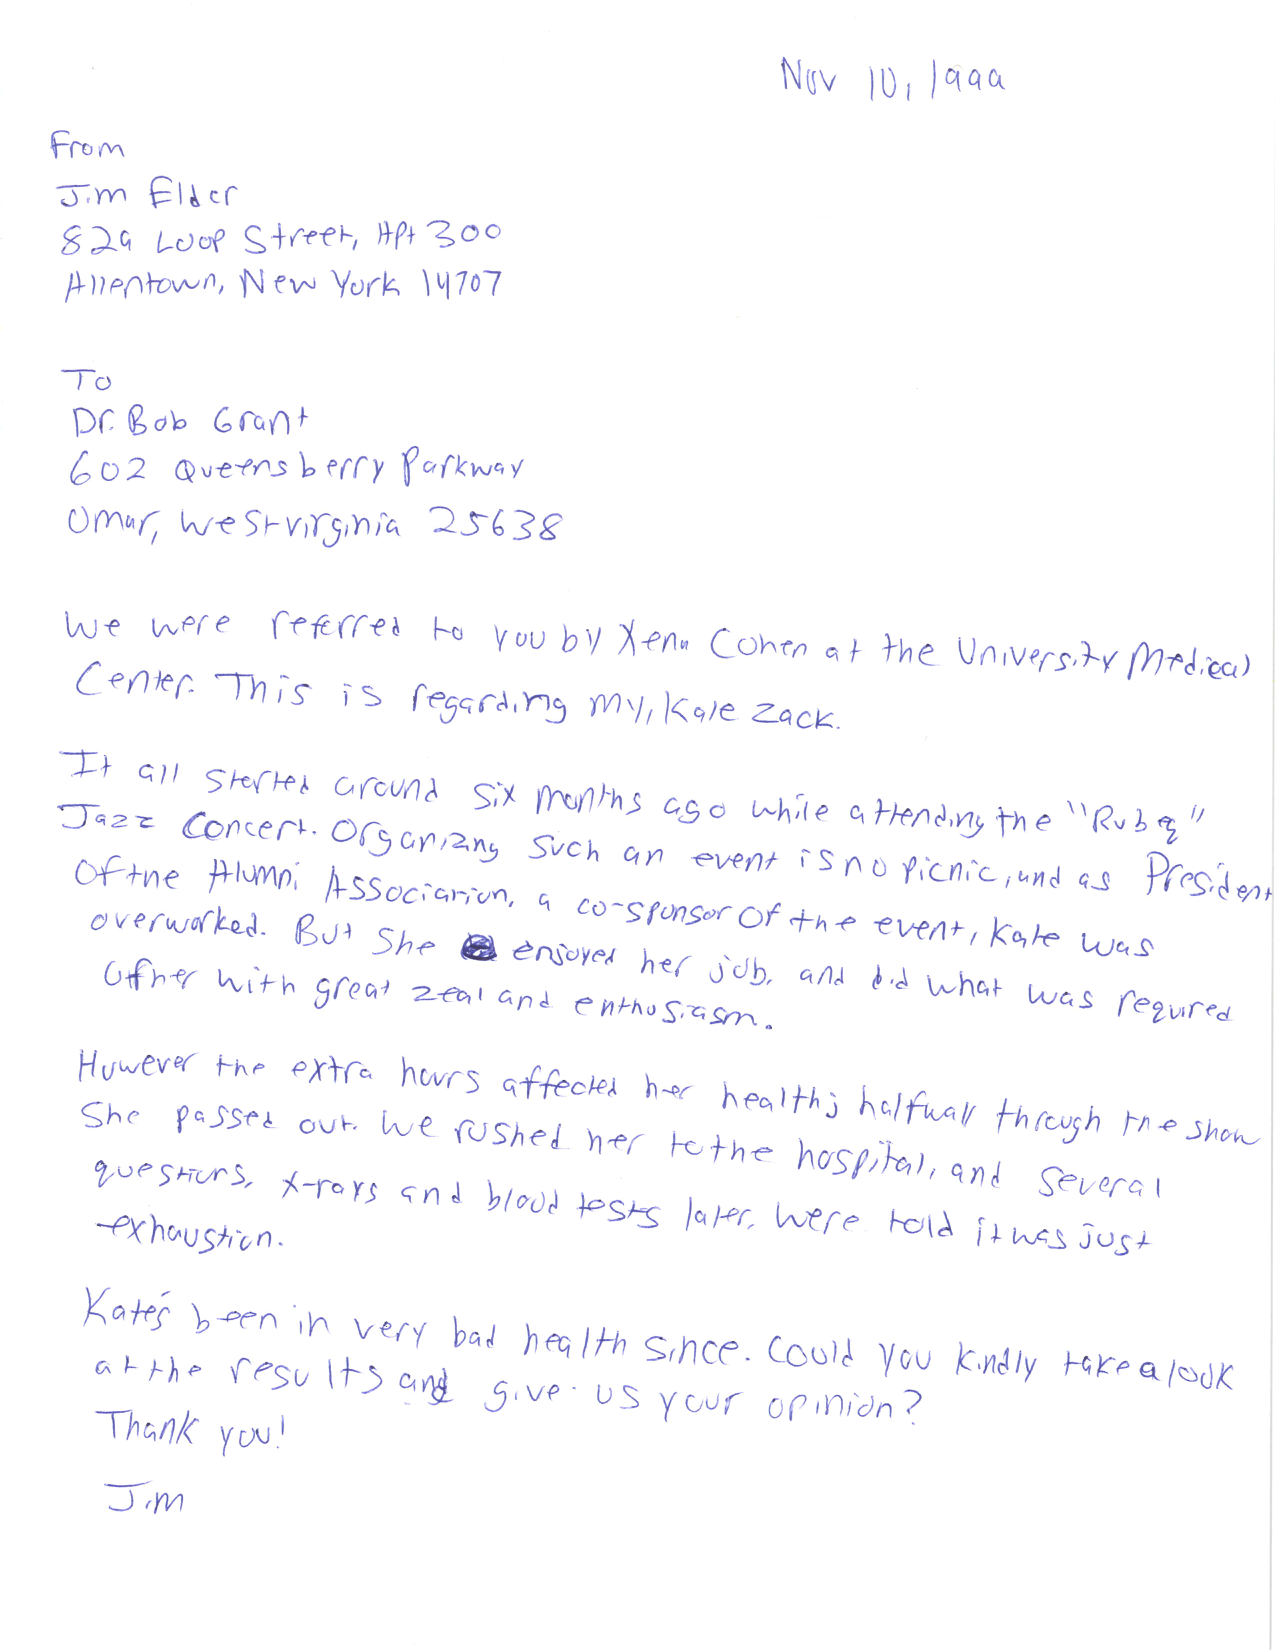 Nov 10, 1999
From
Jim Elder
829 Loop Street, Apt 300
Allentown, New York 14707
To
Dr. Bob Grant
602 Queensberry Parkway
Omar, West Virginia 25638
We were referred to you by Xena Cohen at the University Medical
Center. This is regarding my, Kate Zack.
It all started around six months ago while attending the "Rubeq"
Jazz Concert. Organizing such an event is no picnic, and as President
of the Alumni Association, a co-sponsor of the event, Kate was
overworked. But she enjoyed her job, and did what was required
of her with great zeal and enthusiasm.
However the extra hours affected her health; halfway through the show
She passed out. We rushed her to the hospital, and several
questions, x-rays and blood tests later, were told it was just
exhaustion.
Kate's been in very bad health since. Could you kindly take a look
at the results and give us your opinion?
Thank you!
Jim